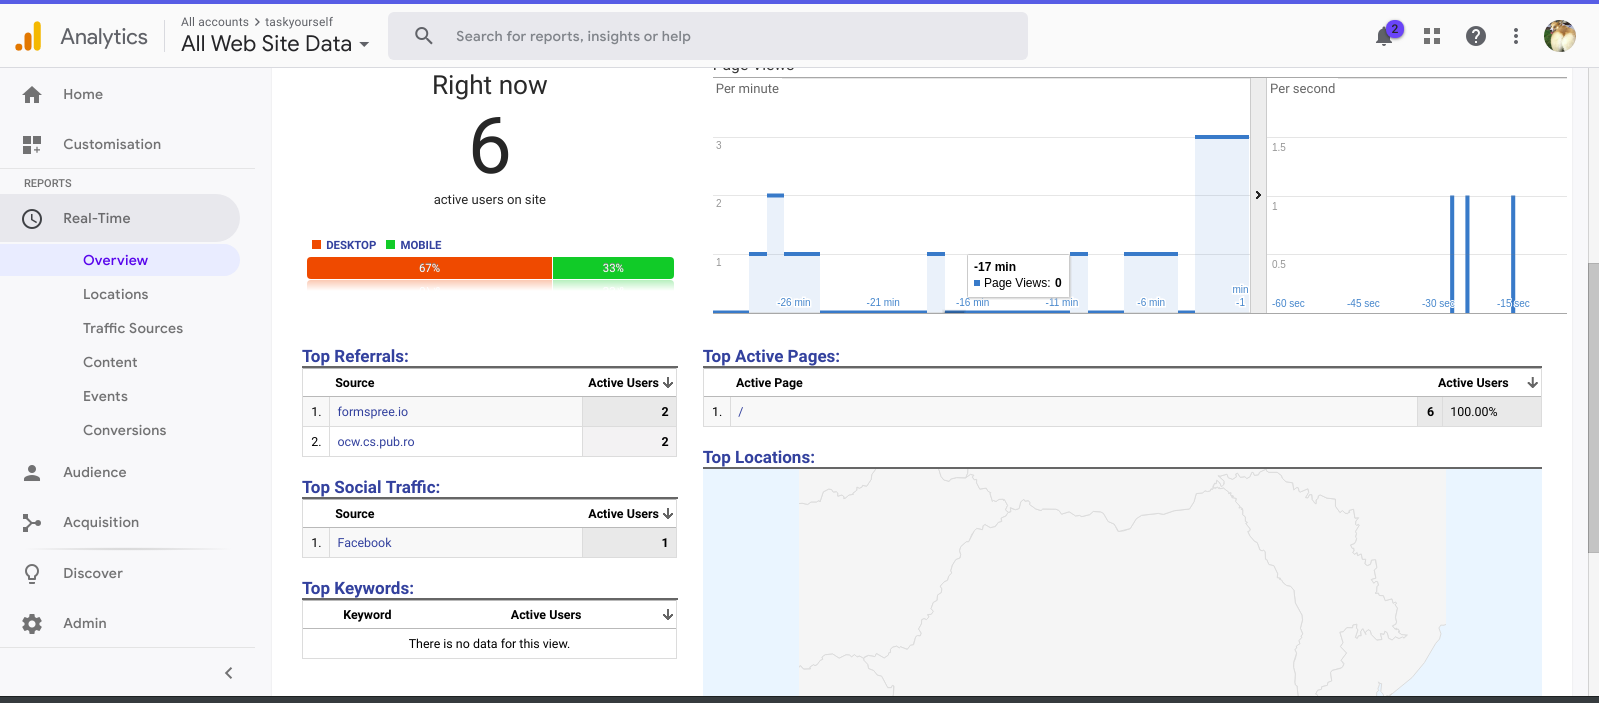 Analytics
All accounts > taskyourself
All Web Site Data
Search for reports, insights or help
2
Home
Customisation
REPORTS
Real-Time
Overview
Locations
Traffic Sources
Content
Events
Conversions
Audience
Acquisition
Discover
Admin
Right now
6
active users on site
DESKTOP MOBILE
67% 33%
Page Views
Per minute
3
2
1
-26 min -21 min -16 min -11 min -6 min min
-1
-17 min
Page Views: 0
Per second
1.5
1
0.5
-60 sec -45 sec -30 sec -15 sec
Top Referrals:
Source Active Users
1. formspree.io 2
2. ocw.cs.pub.ro 2
Top Social Traffic:
Source Active Users
1. Facebook 1
Top Keywords:
Keyword Active Users
There is no data for this view.
Top Active Pages:
Active Page Active Users
1. / 6 100.00%
Top Locations: